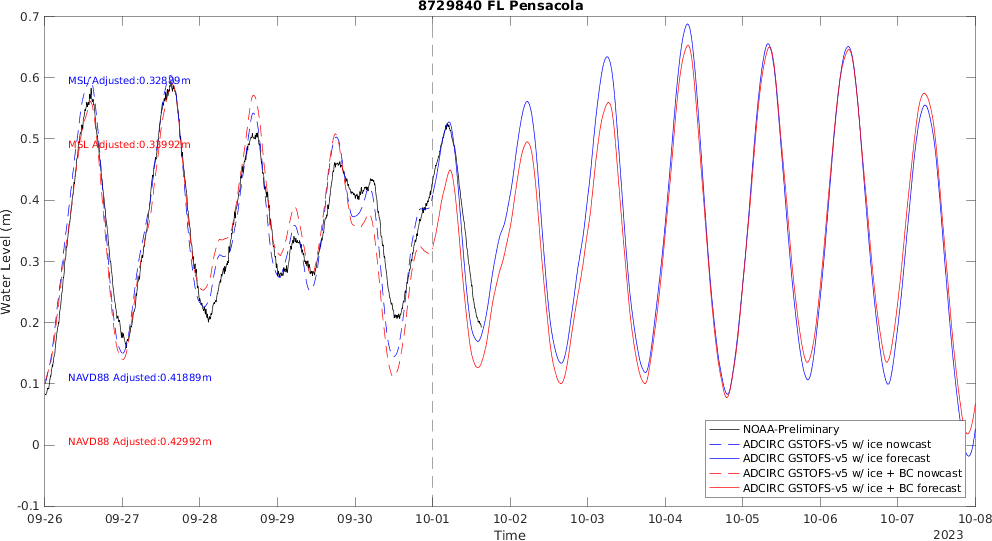 8729840 FL Pensacola
0.7
0.6
0.5
0.4
0.3
0.2
0.1
0
-0.1
Water Level (m)
MSL Adjusted:0.32889m
MSL Adjusted:0.33992m
NAVD88 Adjusted:0.41889m
NAVD88 Adjusted:0.42992m
NOAA-Preliminary
ADCIRC GSTOFS-v5 w/ ice nowcast
ADCIRC GSTOFS-v5 w/ ice forecast
ADCIRC GSTOFS-v5 w/ ice + BC nowcast
ADCIRC GSTOFS-v5 w/ ice + BC forecast
09-26 09-27 09-28 09-29 09-30 10-01 10-02 10-03 10-04 10-05 10-06 10-07 10-08
Time
2023